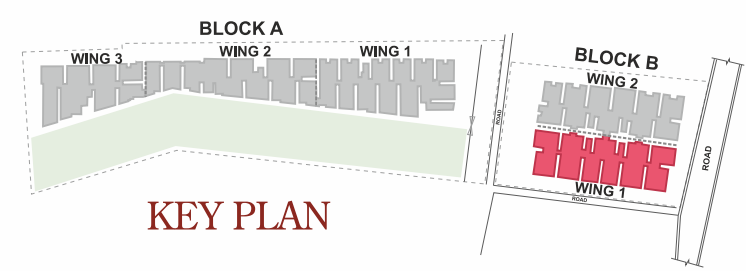 BLOCK A
WING 3
WING 2
WING 1
BLOCK B
WING 2
WING 1
ROAD
ROAD
ROAD
KEY PLAN